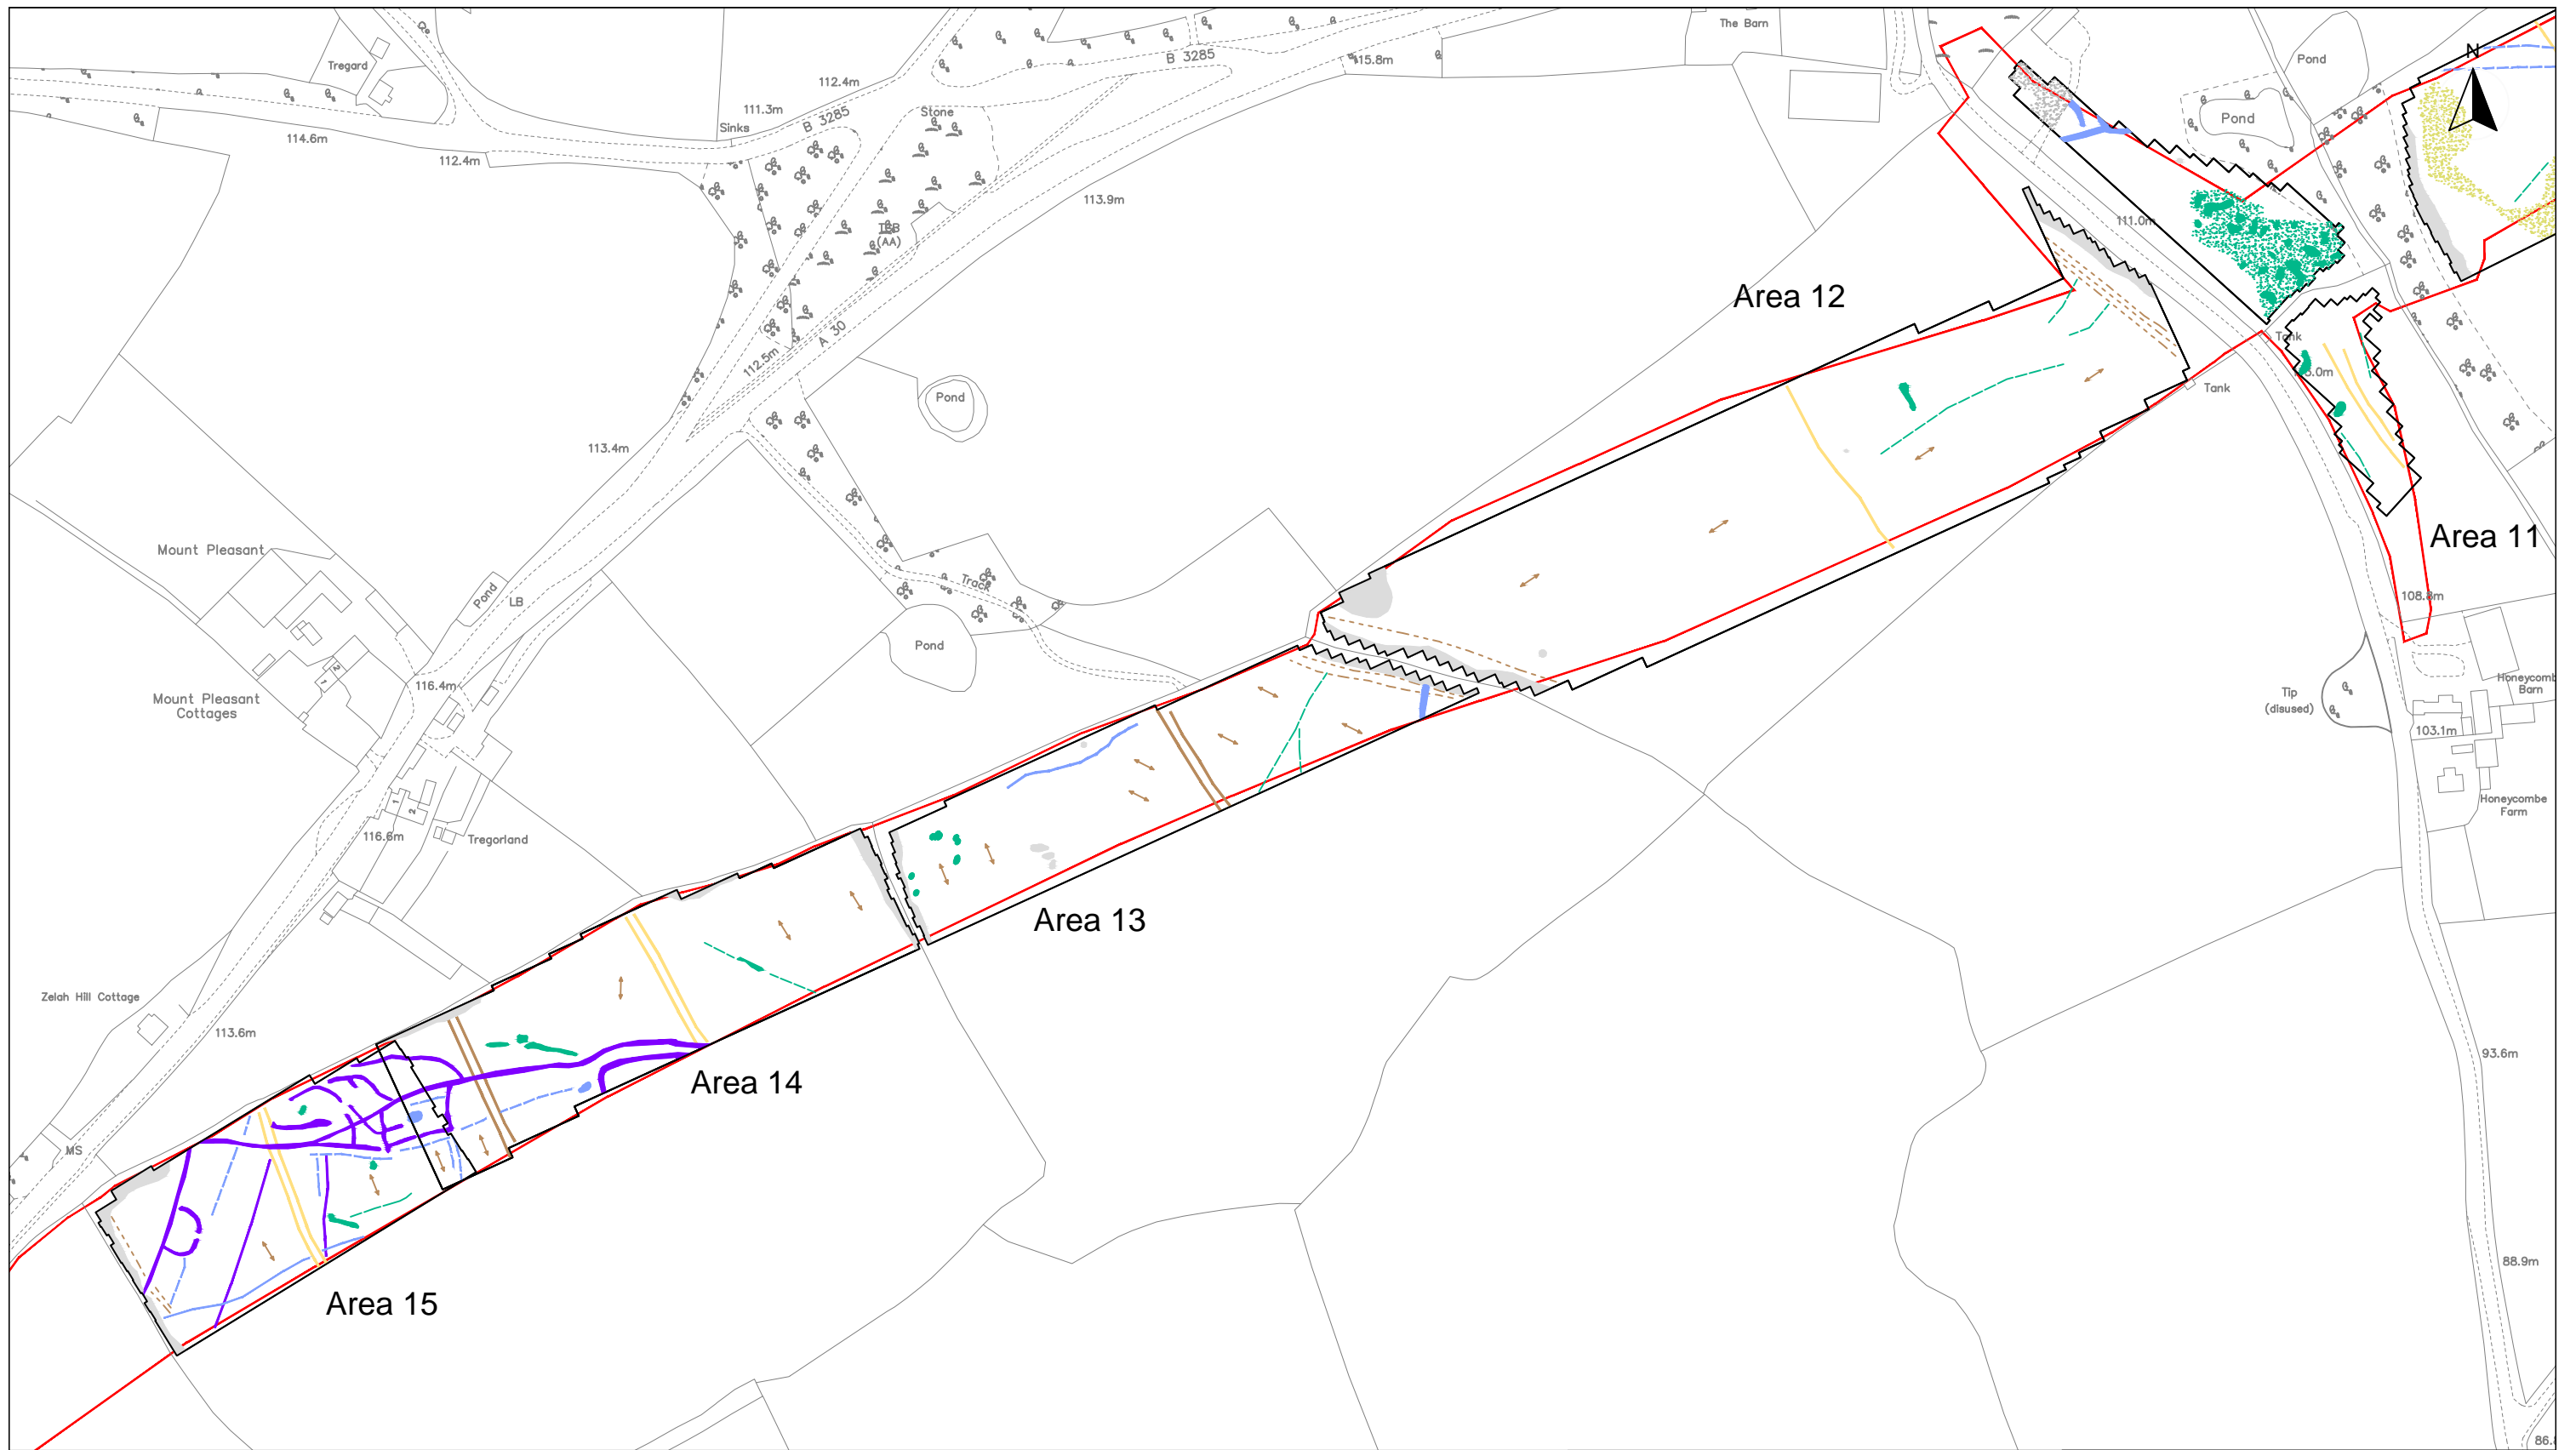 The Barn
B 3285
115.8m
N
Pond
Tregard
112.4m
111.3m
Stone
Pond
B 3285
Sinks
114.6m
112.4m
113.9m
111.0m
(AA)
Area 12
A 30
112.5m
Tank
Tank
Pond
113.4m
Area 11
Mount Pleasant
Track
Pond
LB
108.8m
Pond
2
1
116.4m
Mount Pleasant
Cottages
Honeycomb
Barn
Tip
(disused)
103.1m
1
2
116.6m
Tregorland
Honeycombe
Farm
Area 13
Zelah Hill Cottage
113.6m
93.6m
Area 14
MS
88.9m
Area 15